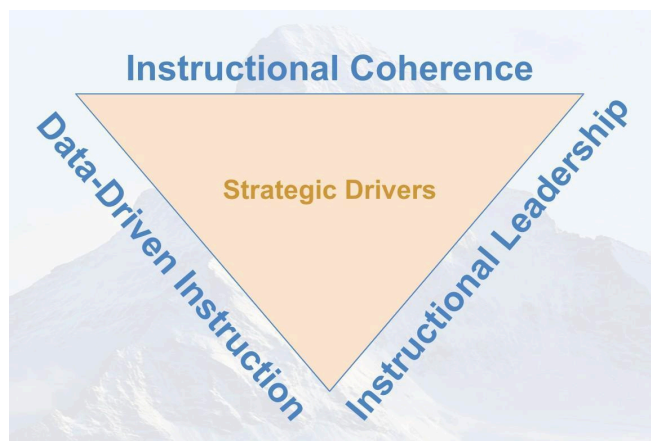 Instructional Coherence
Data-Driven Instruction
Strategic Drivers
Instructional Leadership